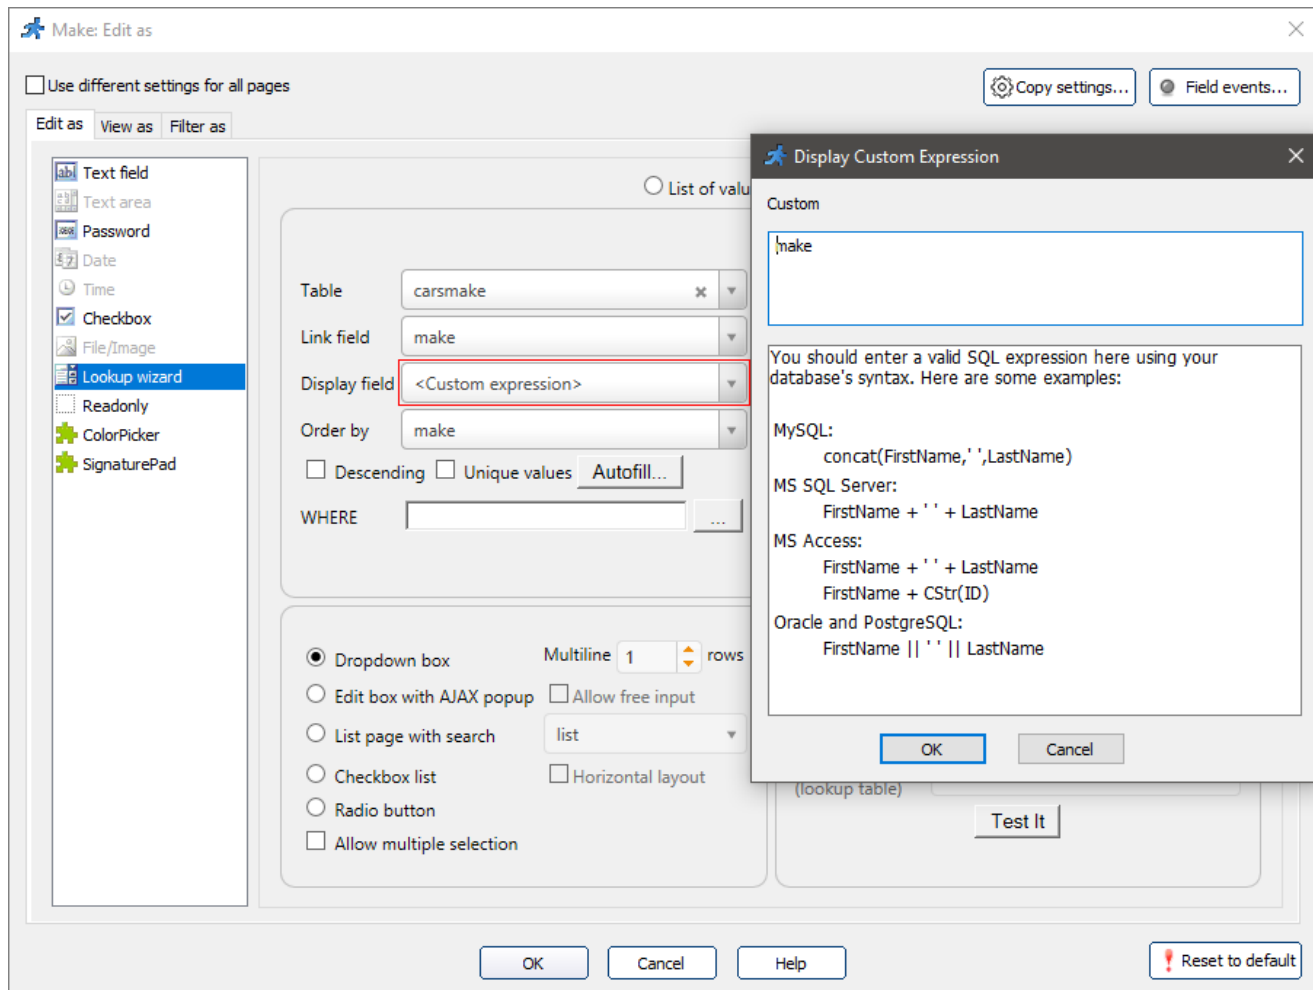 Make: Edit as
Use different settings for all pages
Copy settings...
Field events...
Edit as
View as
Filter as
Text field
Text area
Password
Date
Time
Checkbox
File/Image
Lookup wizard
Readonly
ColorPicker
SignaturePad
List of valu
Table
carsmake
Link field
make
Display field
<Custom expression>
Order by
make
Descending
Unique values
Autofill...
WHERE
...
Dropdown box
Multiline
1
rows
Edit box with AJAX popup
Allow free input
List page with search
list
Checkbox list
Horizontal layout
Radio button
Allow multiple selection
Display Custom Expression
Custom
make
You should enter a valid SQL expression here using your
database's syntax. Here are some examples:
MySQL:
concat(FirstName,' ',LastName)
MS SQL Server:
FirstName + ' ' + LastName
MS Access:
FirstName + ' ' + LastName
FirstName + CStr(ID)
Oracle and PostgreSQL:
FirstName || ' ' || LastName
OK
Cancel
(lookup table)
Test It
OK
Cancel
Help
Reset to default